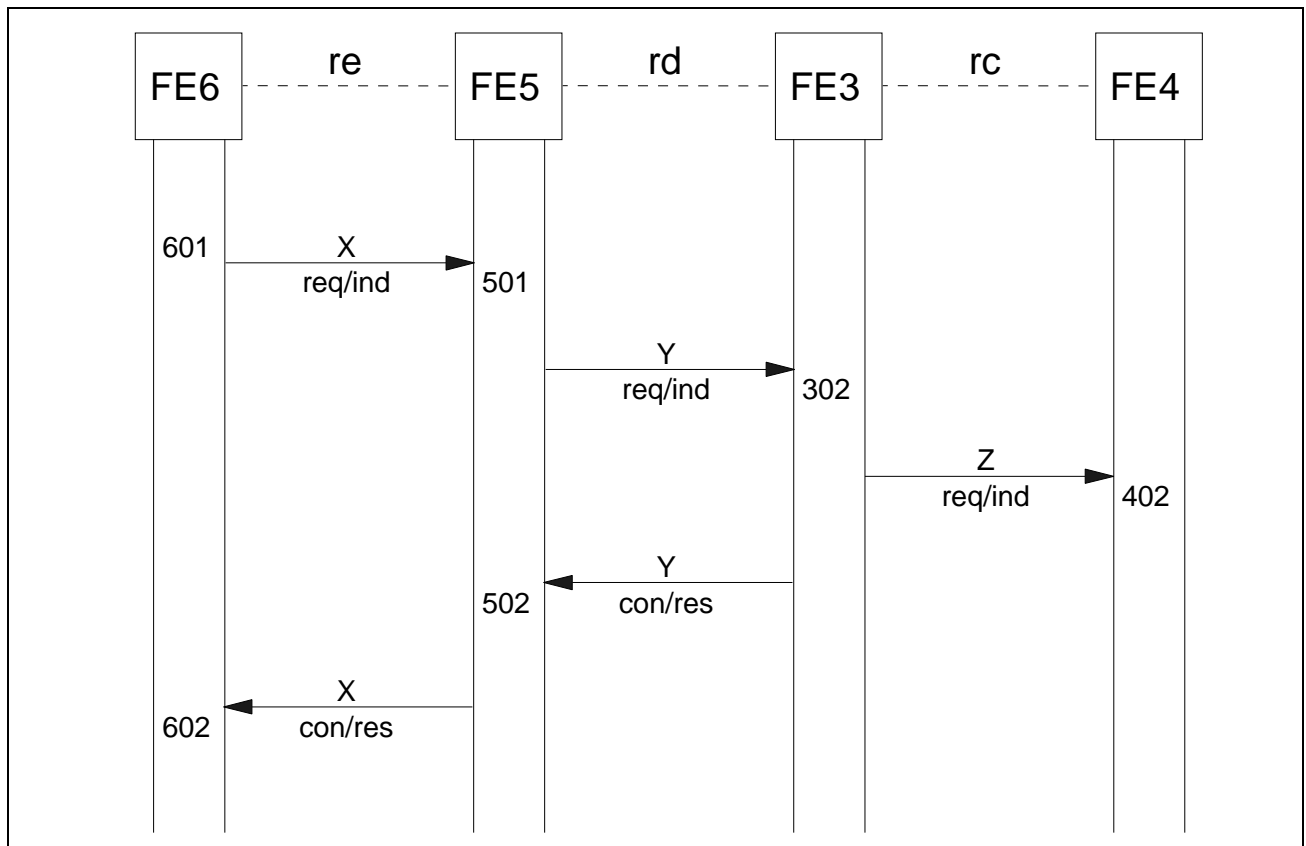 re
rd
rc
FE6
FE5
FE3
FE4
601
X
req/ind
501
Y
req/ind
302
Z
req/ind
402
Y
con/res
502
X
con/res
602